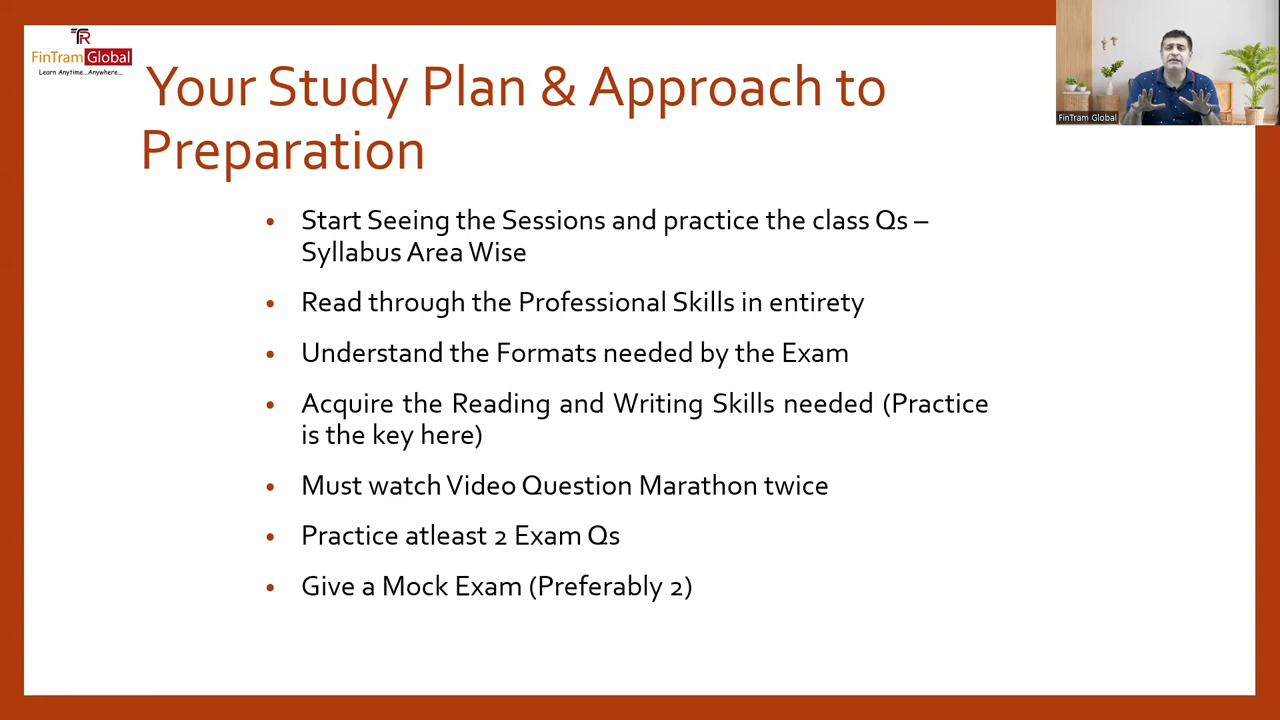 TR
FinTram Global
Learn Anytime...Anywhere...
Your Study Plan & Approach to
Preparation
• Start Seeing the Sessions and practice the class Qs –
Syllabus Area Wise
• Read through the Professional Skills in entirety
• Understand the Formats needed by the Exam
• Acquire the Reading and Writing Skills needed (Practice
is the key here)
• Must watch Video Question Marathon twice
• Practice atleast 2 Exam Qs
• Give a Mock Exam (Preferably 2)
FinTram Global